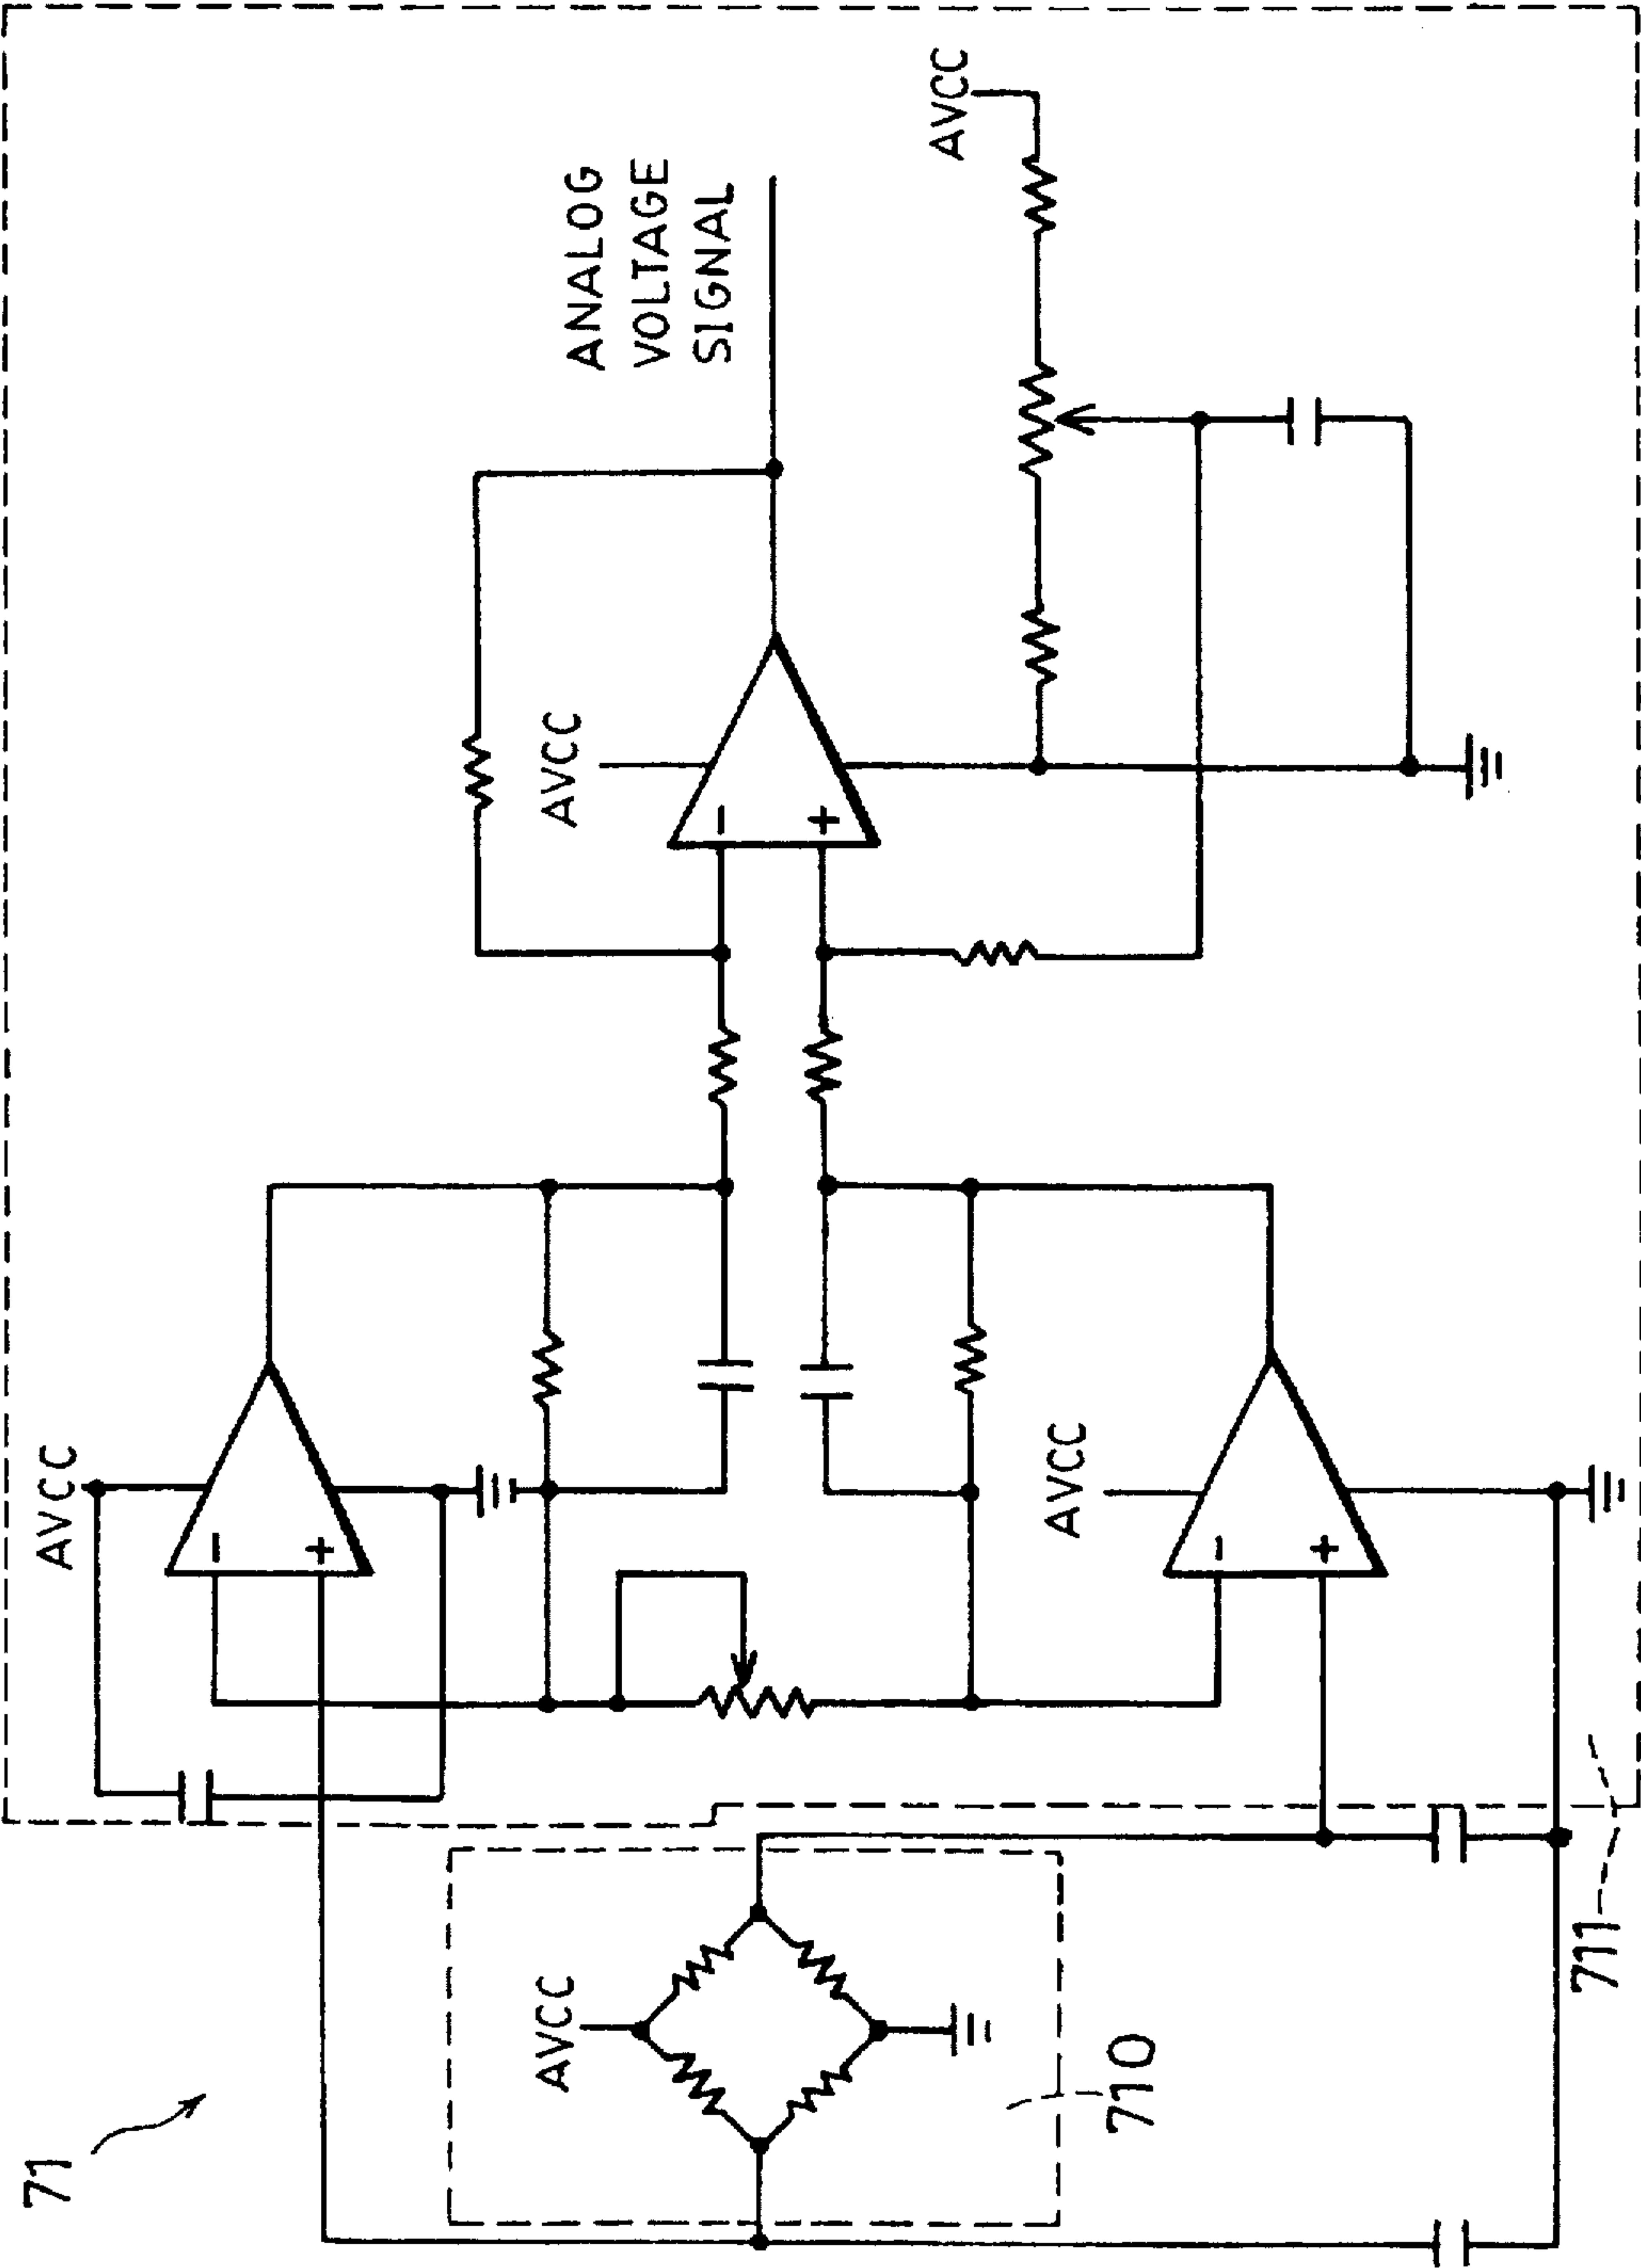 71
AVCC
AVCC
710
711
AVCC
AVCC
ANALOG
VOLTAGE
SIGNAL
AVCC
-
+
-
+
-
+